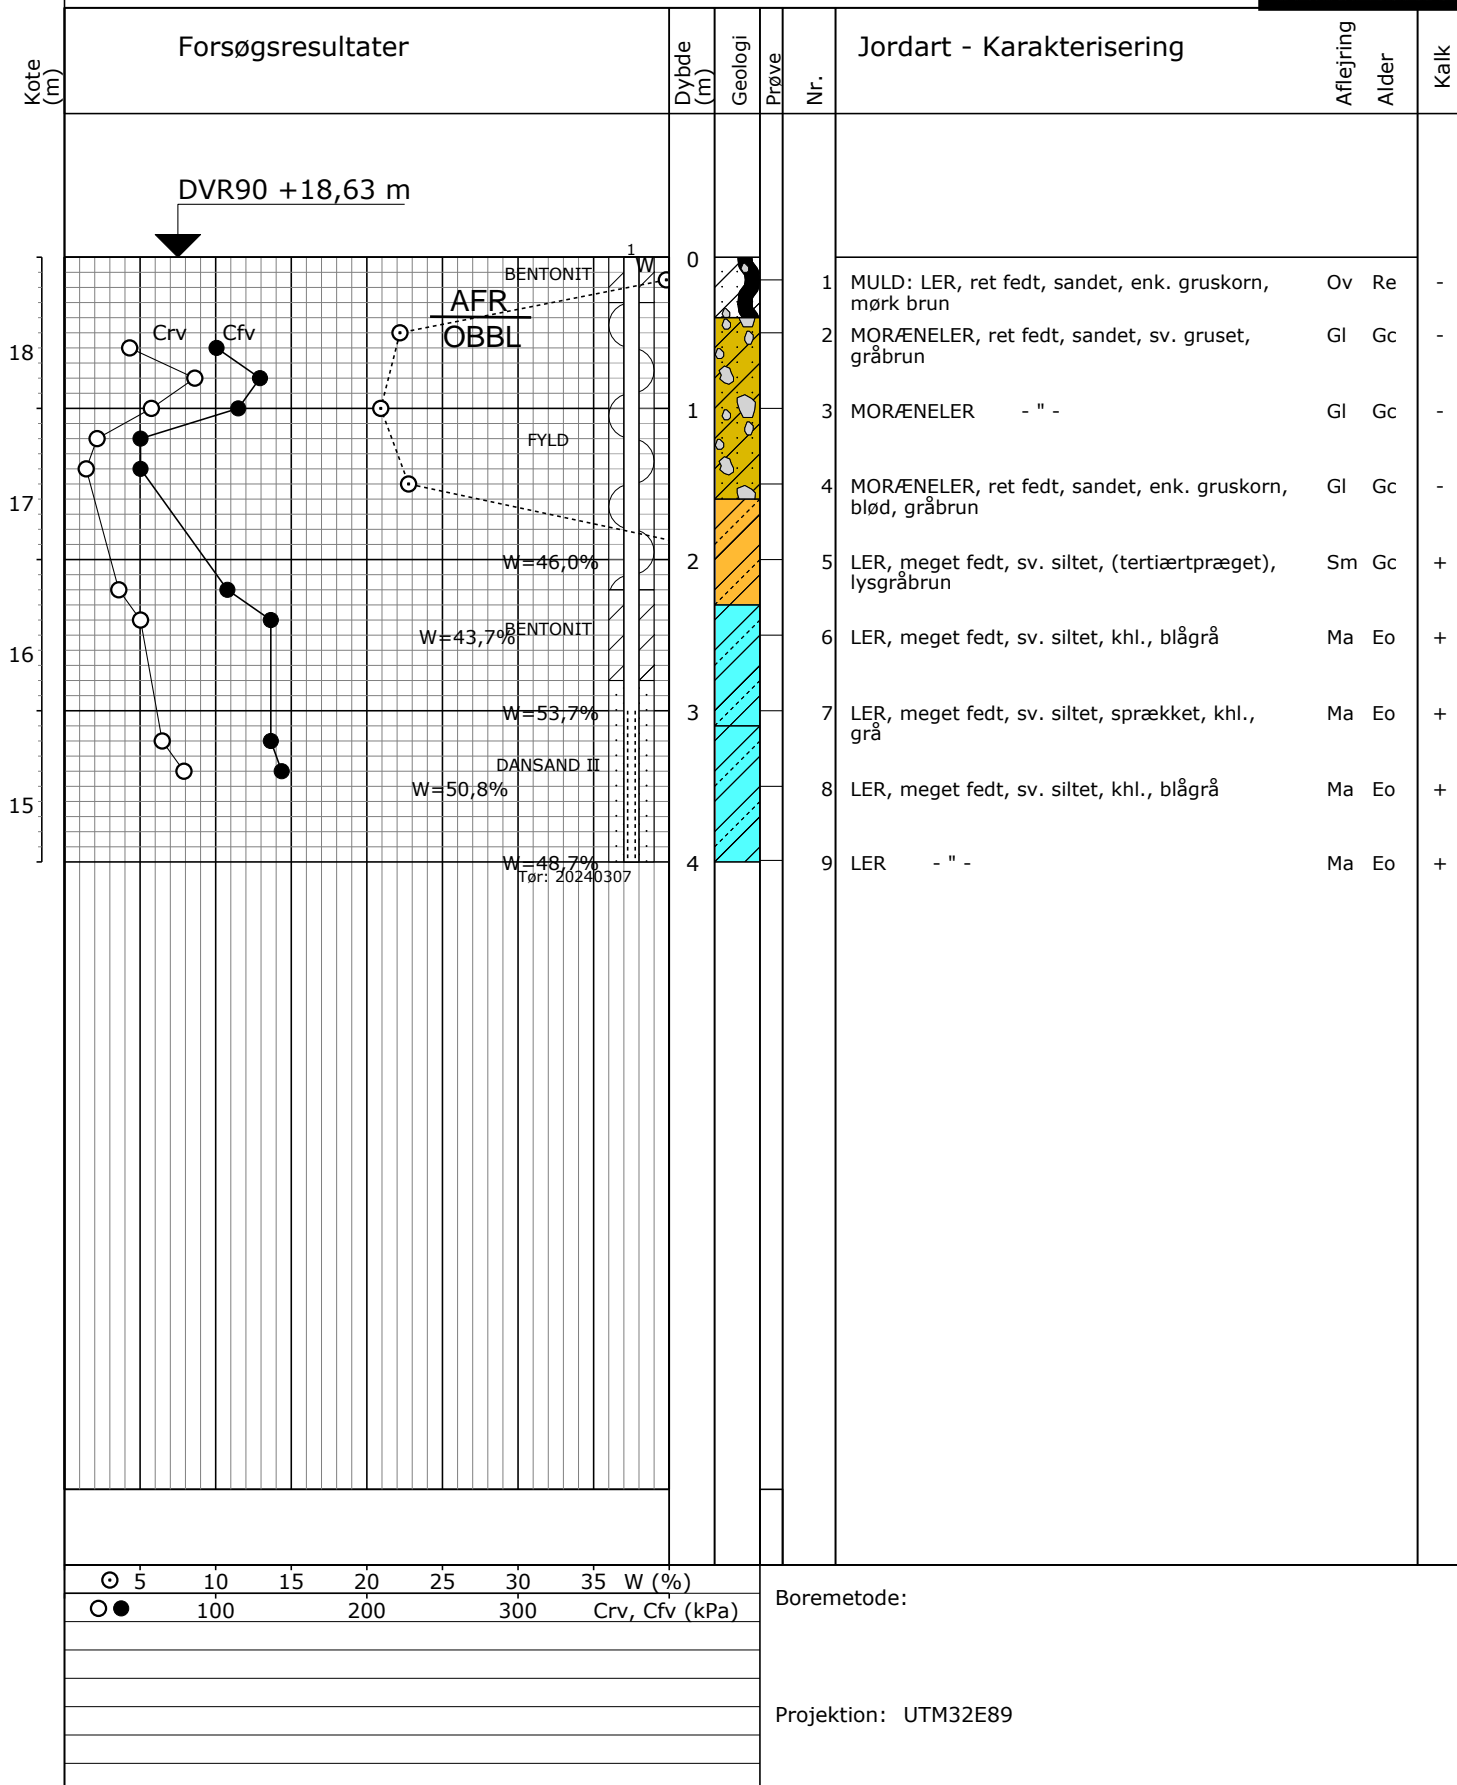 Kote
(m)
Forsøgsresultater
Dybde
(m)
Geologi
Prøve
Nr.
Jordart - Karakterisering
Aflejring
Alder
Kalk
DVR90 +18,63 m
1
W
0
BENTONIT
AFR
OBBL
Crv
Cfv
1 MULD: LER, ret fedt, sandet, enk. gruskorn, Ov Re -
mørk brun
2 MORÆNELER, ret fedt, sandet, sv. gruset, Gl Gc -
gråbrun
18
1
3 MORÆNELER - " - Gl Gc -
FYLD
4 MORÆNELER, ret fedt, sandet, enk. gruskorn, Gl Gc -
blød, gråbrun
17
W=46,0%
2
5 LER, meget fedt, sv. siltet, (tertiærtpræget), Sm Gc +
lysgråbrun
BENTONIT
W=43,7%
6 LER, meget fedt, sv. siltet, khl., blågrå Ma Eo +
16
W=53,7%
3
7 LER, meget fedt, sv. siltet, sprækket, khl., Ma Eo +
grå
DANSAND II
W=50,8%
8 LER, meget fedt, sv. siltet, khl., blågrå Ma Eo +
15
W=48,7%
4
9 LER - " - Ma Eo +
Tør: 20240307
5 10 15 20 25 30 35 W (%)
100 200 300 Crv, Cfv (kPa)
Boremetode:
Projektion: UTM32E89